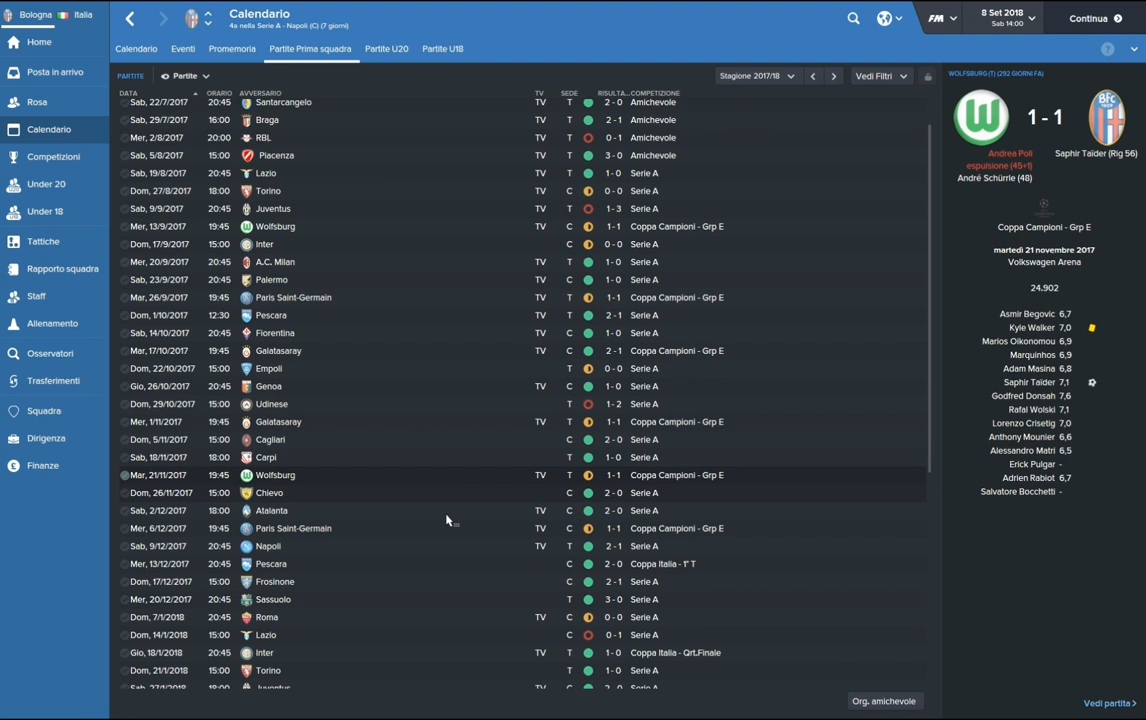 Bologna Italia
Calendario
4a nella Serie A - Napoli (C) (7 giorni)
FM
8 Set 2018
Sab 14:00
Continua
Home
Posta in arrivo
Rosa
Calendario
Competizioni
Under 20
Under 18
Tattiche
Rapporto squadra
Staff
Allenamento
Osservatori
Trasferimenti
Squadra
Dirigenza
Finanze
Calendario Eventi Promemoria Partite Prima squadra Partite U20 Partite U18
PARTITE Partite Stagione 2017/18 Vedi Filtri
DATA ORARIO AVVERSARIO TV SEDE RISULTA... COMPETIZIONE
Sab, 22/7/2017 20:45 Santarcangelo TV T 2-0 Amichevole
Sab, 29/7/2017 16:00 Braga TV T 2-1 Amichevole
Mer, 2/8/2017 20:00 RBL TV T 0-1 Amichevole
Sab, 5/8/2017 15:00 Piacenza TV T 3-0 Amichevole
Sab, 19/8/2017 20:45 Lazio TV T 1-0 Serie A
Dom, 27/8/2017 18:00 Torino TV C 0-0 Serie A
Sab, 9/9/2017 20:45 Juventus TV T 1-3 Serie A
Mer, 13/9/2017 19:45 Wolfsburg TV C 1-1 Coppa Campioni - Grp E
Dom, 17/9/2017 15:00 Inter C 0-0 Serie A
Mer, 20/9/2017 20:45 A.C. Milan TV T 1-0 Serie A
Sab, 23/9/2017 20:45 Palermo TV C 1-0 Serie A
Mar, 26/9/2017 19:45 Paris Saint-Germain TV T 1-1 Coppa Campioni - Grp E
Dom, 1/10/2017 12:30 Pescara TV T 2-1 Serie A
Sab, 14/10/2017 20:45 Fiorentina TV C 1-0 Serie A
Mar, 17/10/2017 19:45 Galatasaray TV C 2-1 Coppa Campioni - Grp E
Dom, 22/10/2017 15:00 Empoli T 0-0 Serie A
Gio, 26/10/2017 20:45 Genoa TV C 1-0 Serie A
Dom, 29/10/2017 15:00 Udinese T 1-2 Serie A
Mer, 1/11/2017 19:45 Galatasaray TV T 1-1 Coppa Campioni - Grp E
Dom, 5/11/2017 15:00 Cagliari C 2-0 Serie A
Sab, 18/11/2017 18:00 Carpi T 1-0 Serie A
Mar, 21/11/2017 19:45 Wolfsburg TV T 1-1 Coppa Campioni - Grp E
Dom, 26/11/2017 15:00 Chievo C 2-0 Serie A
Sab, 2/12/2017 18:00 Atalanta TV C 2-0 Serie A
Mer, 6/12/2017 19:45 Paris Saint-Germain TV C 1-1 Coppa Campioni - Grp E
Sab, 9/12/2017 20:45 Napoli TV T 2-1 Serie A
Mer, 13/12/2017 20:45 Pescara C 2-0 Coppa Italia - 1° T
Dom, 17/12/2017 15:00 Frosinone C 2-1 Serie A
Mer, 20/12/2017 20:45 Sassuolo T 3-0 Serie A
Dom, 7/1/2018 20:45 Roma TV C 0-0 Serie A
Dom, 14/1/2018 15:00 Lazio C 0-1 Serie A
Gio, 18/1/2018 20:45 Inter TV T 1-0 Coppa Italia - Qrt.Finale
Dom, 21/1/2018 15:00 Torino T 1-0 Serie A
Sab, 27/1/2018 18:00 Juventus TV C 2-0 Serie A
Org. amichevole
WOLFSBURG (T) (292 GIORNI FA)
1 - 1
Andrea Poli
espulsione (45+1)
André Schürrle (48)
Saphir Taïder (Rig 56)
Coppa Campioni - Grp E
martedì 21 novembre 2017
Volkswagen Arena
24.902
Asmir Begovic 6,7
Kyle Walker 7,0
Marios Oikonomou 6,9
Marquinhos 6,9
Adam Masina 6,8
Saphir Taïder 7,1
Godfred Donsah 7,6
Rafal Wolski 7,1
Lorenzo Crisetig 7,0
Anthony Mounier 6,6
Alessandro Matri 6,5
Erick Pulgar -
Adrien Rabiot 6,7
Salvatore Bocchetti -
Vedi partita >